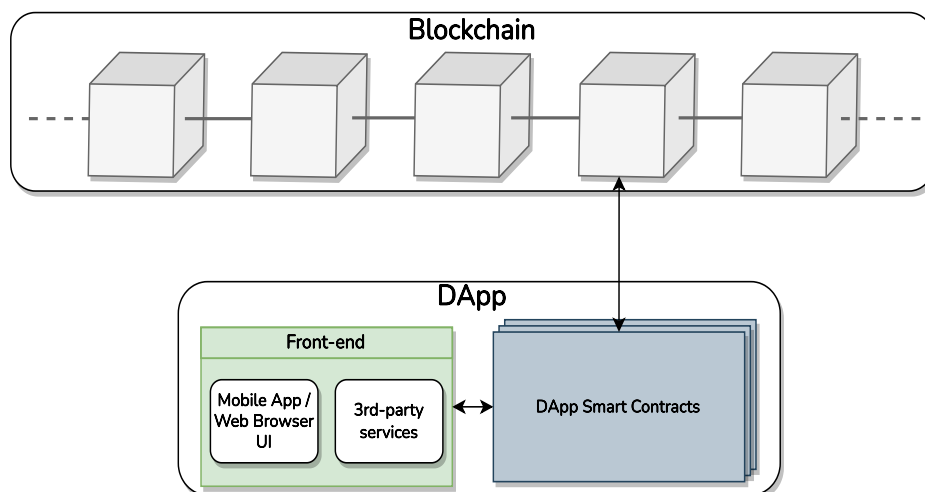 Blockchain
DApp
Front-end
Mobile App /
Web Browser
UI
3rd-party
services
DApp Smart Contracts